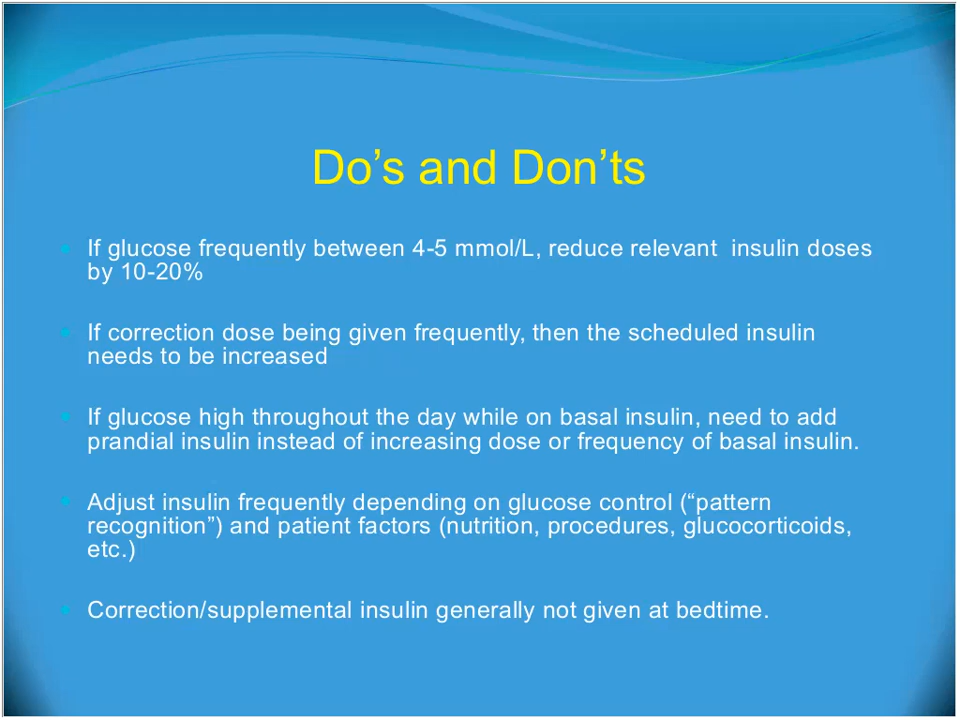 Do’s and Don’ts
If glucose frequently between 4-5 mmol/L, reduce relevant  insulin doses
by 10-20%
If correction dose being given frequently, then the scheduled insulin
needs to be increased
If glucose high throughout the day while on basal insulin, need to add
prandial insulin instead of increasing dose or frequency of basal insulin.
Adjust insulin frequently depending on glucose control (“pattern
recognition”) and patient factors (nutrition, procedures, glucocorticoids,
etc.)
Correction/supplemental insulin generally not given at bedtime.